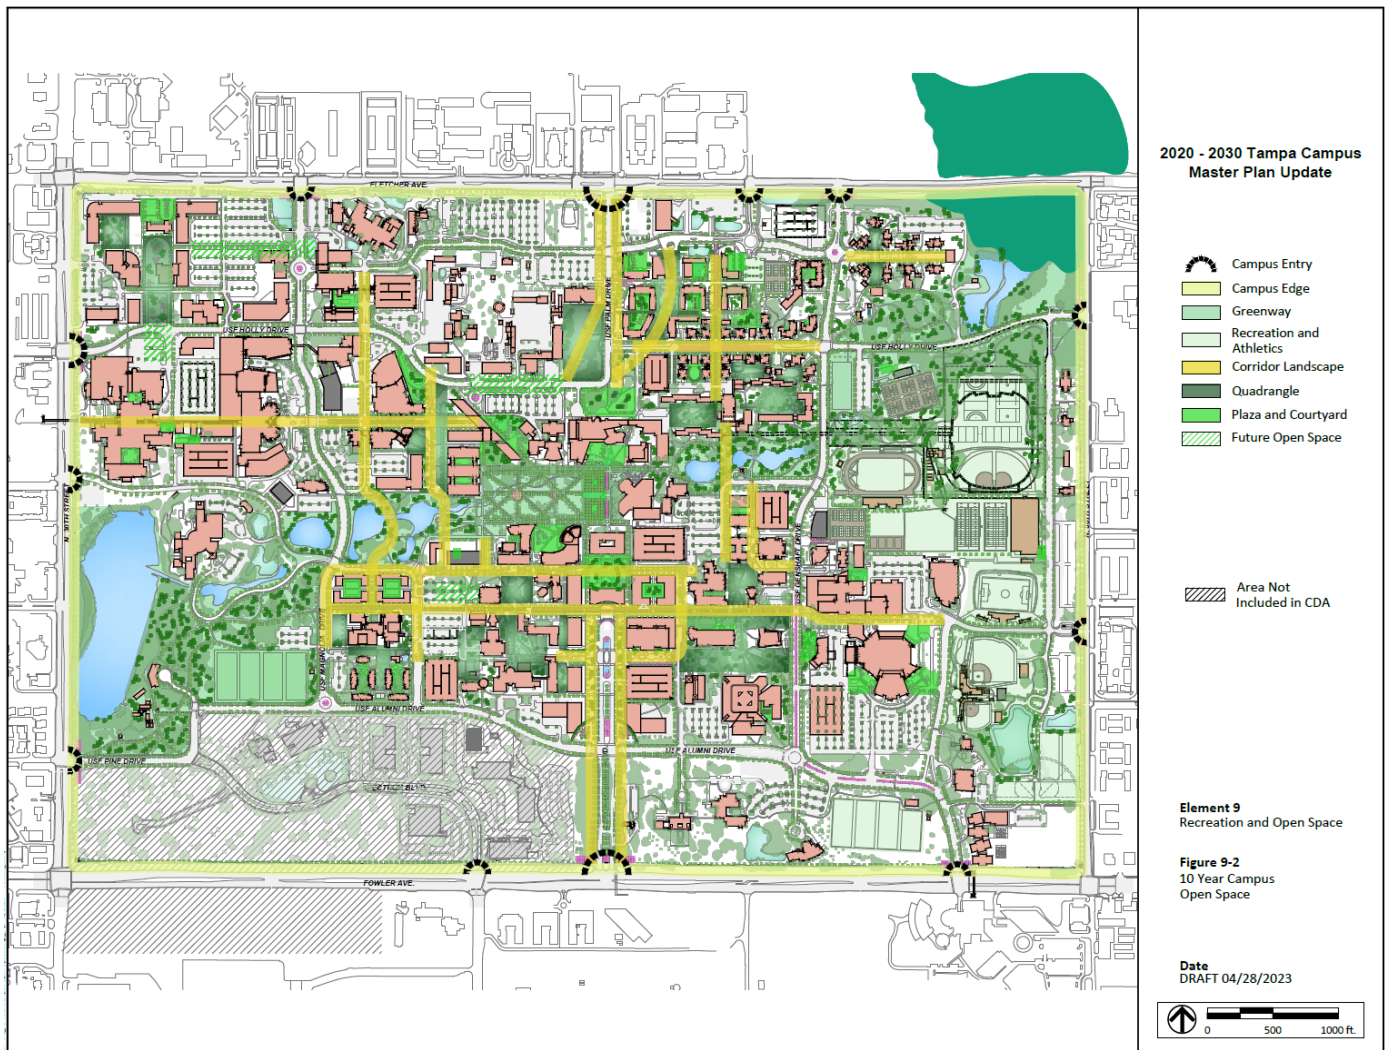 2020 - 2030 Tampa Campus
Master Plan Update
Campus Entry
Campus Edge
Greenway
Recreation and
Athletics
Corridor Landscape
Quadrangle
Plaza and Courtyard
Future Open Space
Area Not
Included in CDA
Element 9
Recreation and Open Space
Figure 9-2
10 Year Campus
Open Space
Date
DRAFT 04/28/2023
0 500 1000 ft.
FLETCHER AVE.
USF PALM DRIVE
USF HOLLY DRIVE
USF HOLLY DRIVE
N. 30TH STREET
USF ALUMNI DRIVE
USF ALUMNI DRIVE
USF PINE DRIVE
FOWLER AVE.